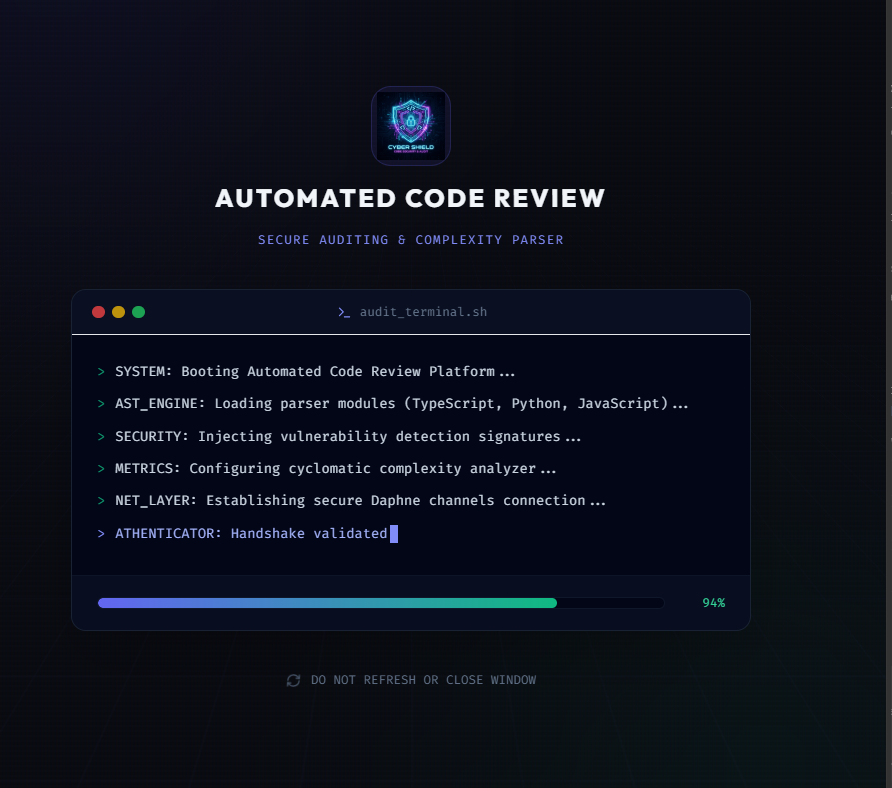 CYBER SHIELD
AUTOMATED CODE REVIEW
SECURE AUDITING & COMPLEXITY PARSER
>_ audit_terminal.sh
> SYSTEM: Booting Automated Code Review Platform...
> AST_ENGINE: Loading parser modules (TypeScript, Python, JavaScript)...
> SECURITY: Injecting vulnerability detection signatures...
> METRICS: Configuring cyclomatic complexity analyzer...
> NET_LAYER: Establishing secure Daphne channels connection...
> ATHENTICATOR: Handshake validated
94%
DO NOT REFRESH OR CLOSE WINDOW